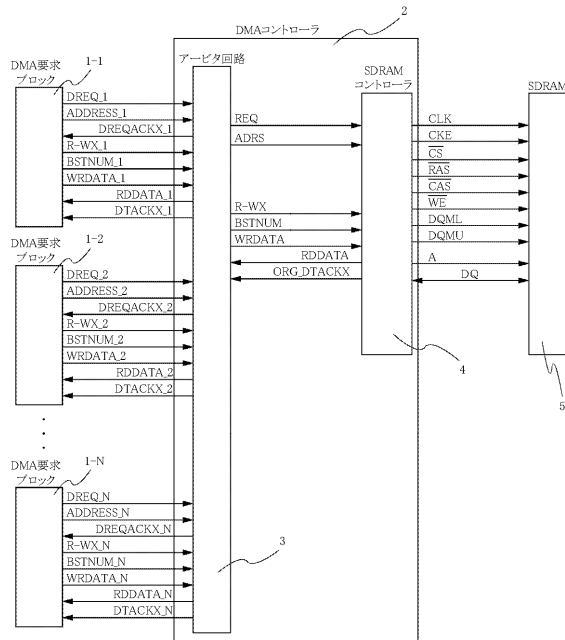 2
DMAコントローラ
アービタ回路
DMA要求
ブロック
1-1
DREQ_1
ADDRESS_1
DREQACKX_1
R-WX_1
BSTNUM_1
WRDATA_1
RDDATA_1
DTACKX_1
DMA要求
ブロック
1-2
DREQ_2
ADDRESS_2
DREQACKX_2
R-WX_2
BSTNUM_2
WRDATA_2
RDDATA_2
DTACKX_2
DMA要求
ブロック
1-N
DREQ_N
ADDRESS_N
DREQACKX_N
R-WX_N
BSTNUM_N
WRDATA_N
RDDATA_N
DTACKX_N
3
REQ
ADRS
R-WX
BSTNUM
WRDATA
RDDATA
ORG_DTACKX
SDRAM
コントローラ
4
CLK
CKE
CS
RAS
CAS
WE
DQML
DQMU
A
DQ
SDRAM
5